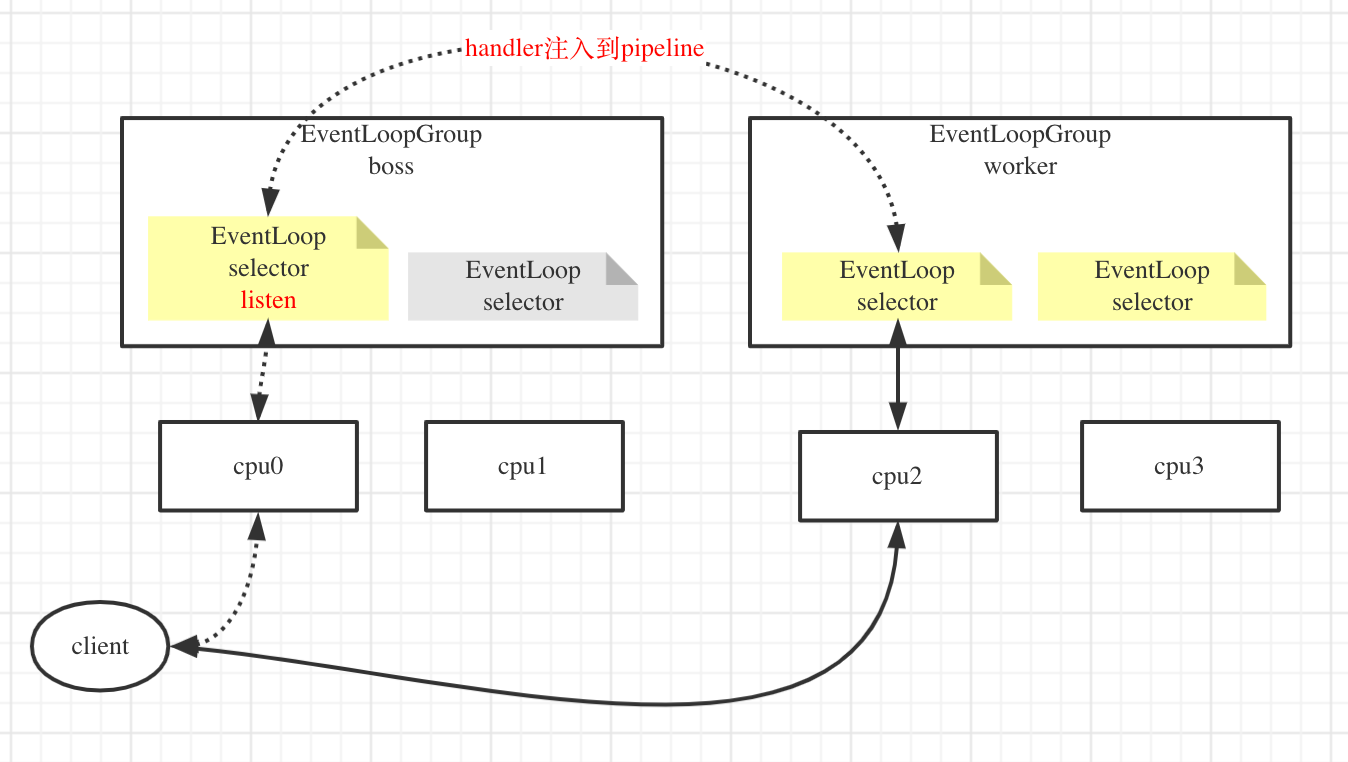 handler注入到pipeline
EventLoopGroup
boss
EventLoop
selector
listen
EventLoop
selector
EventLoopGroup
worker
EventLoop
selector
EventLoop
selector
cpu0
cpu1
cpu2
cpu3
client